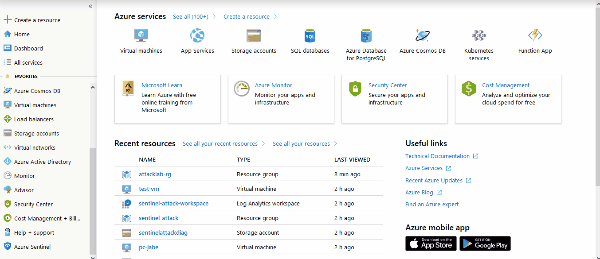 Create a resource
Home
Dashboard
All services
FAVORITES
Azure Cosmos DB
Virtual machines
Load balancers
Storage accounts
Virtual networks
Azure Active Directory
Monitor
Advisor
Security Center
Cost Management + Bill...
Help + support
Azure Sentinel
Azure services See all (100+) Create a resource
Virtual machines
App Services
Storage accounts
SQL databases
Azure Database for PostgreSQL
Azure Cosmos DB
Kubernetes services
Function App
Microsoft Learn
Learn Azure with free
online training from
Microsoft
Azure Monitor
Monitor your apps and
infrastructure
Security Center
Secure your apps and
infrastructure
Cost Management
Analyze and optimize your
cloud spend for free
Recent resources See all your recent resources See all your resources
NAME TYPE LAST VIEWED
attacklab-rg Resource group 8 min ago
test-vm Virtual machine 2 h ago
sentinel-attack-workspace Log Analytics workspace 2 h ago
sentinel-attack Resource group 2 h ago
sentinelattackdiag Storage account 2 h ago
pc-jabe Virtual machine 2 h ago
Useful links
Technical Documentation
Azure Services
Recent Azure Updates
Azure Blog
Find an Azure expert
Azure mobile app
Download on the
App Store
GET IT ON
Google Play